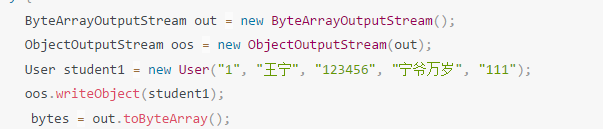 ByteArrayOutputStream out = new ByteArrayOutputStream();
ObjectOutputStream oos = new ObjectOutputStream(out);
User student1 = new User("1", "王宁", "123456", "宁爷万岁", "111");
oos.writeObject(student1);
bytes = out.toByteArray();